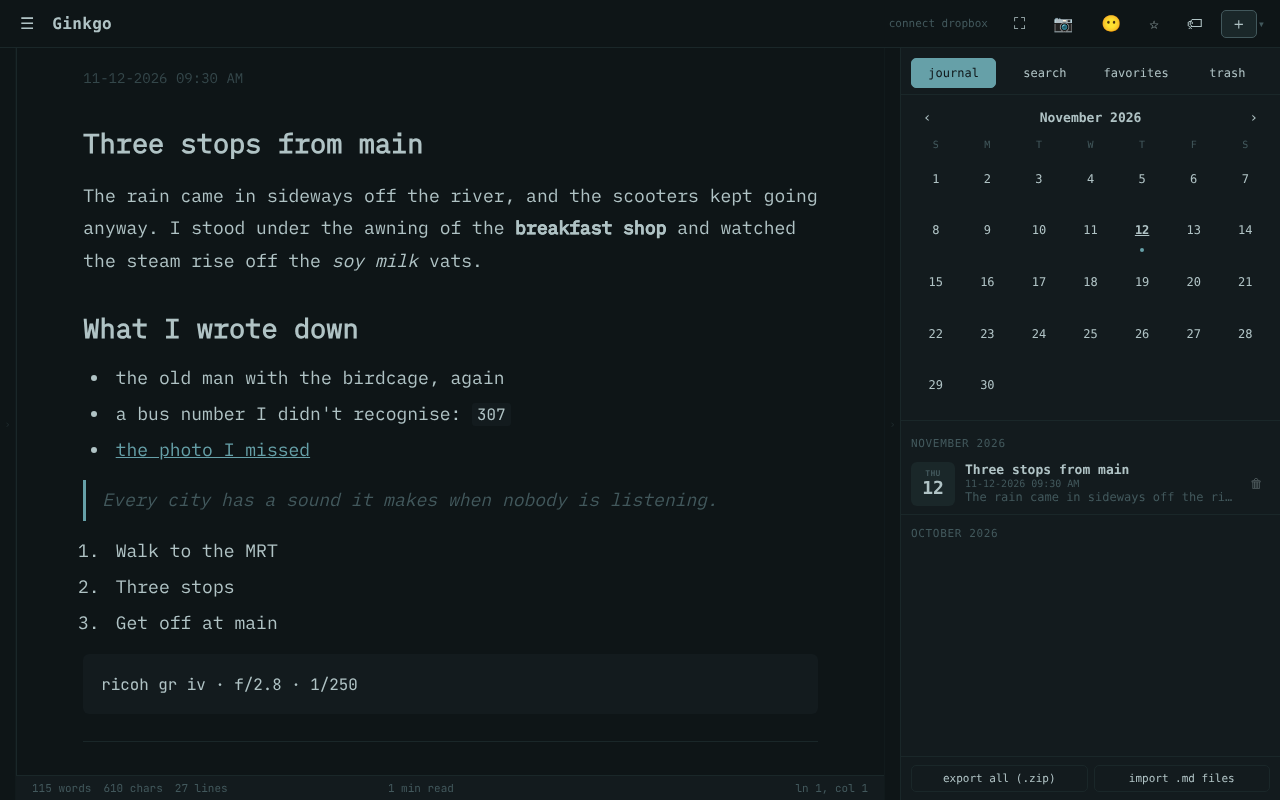 ☰ Ginkgo
connect dropbox
+
11-12-2026 09:30 AM
Three stops from main
The rain came in sideways off the river, and the scooters kept going
anyway. I stood under the awning of the breakfast shop and watched
the steam rise off the soy milk vats.
What I wrote down
• the old man with the birdcage, again
• a bus number I didn't recognise: 307
• the photo I missed
Every city has a sound it makes when nobody is listening.
1. Walk to the MRT
2. Three stops
3. Get off at main
ricoh gr iv · f/2.8 · 1/250
115 words 610 chars 27 lines
1 min read
ln 1, col 1
journal search favorites trash
‹ November 2026 ›
S M T W T F S
1 2 3 4 5 6 7
8 9 10 11 12 13 14
15 16 17 18 19 20 21
22 23 24 25 26 27 28
29 30
NOVEMBER 2026
THU
12
Three stops from main
11-12-2026 09:30 AM
The rain came in sideways off the ri…
OCTOBER 2026
export all (.zip)
import .md files